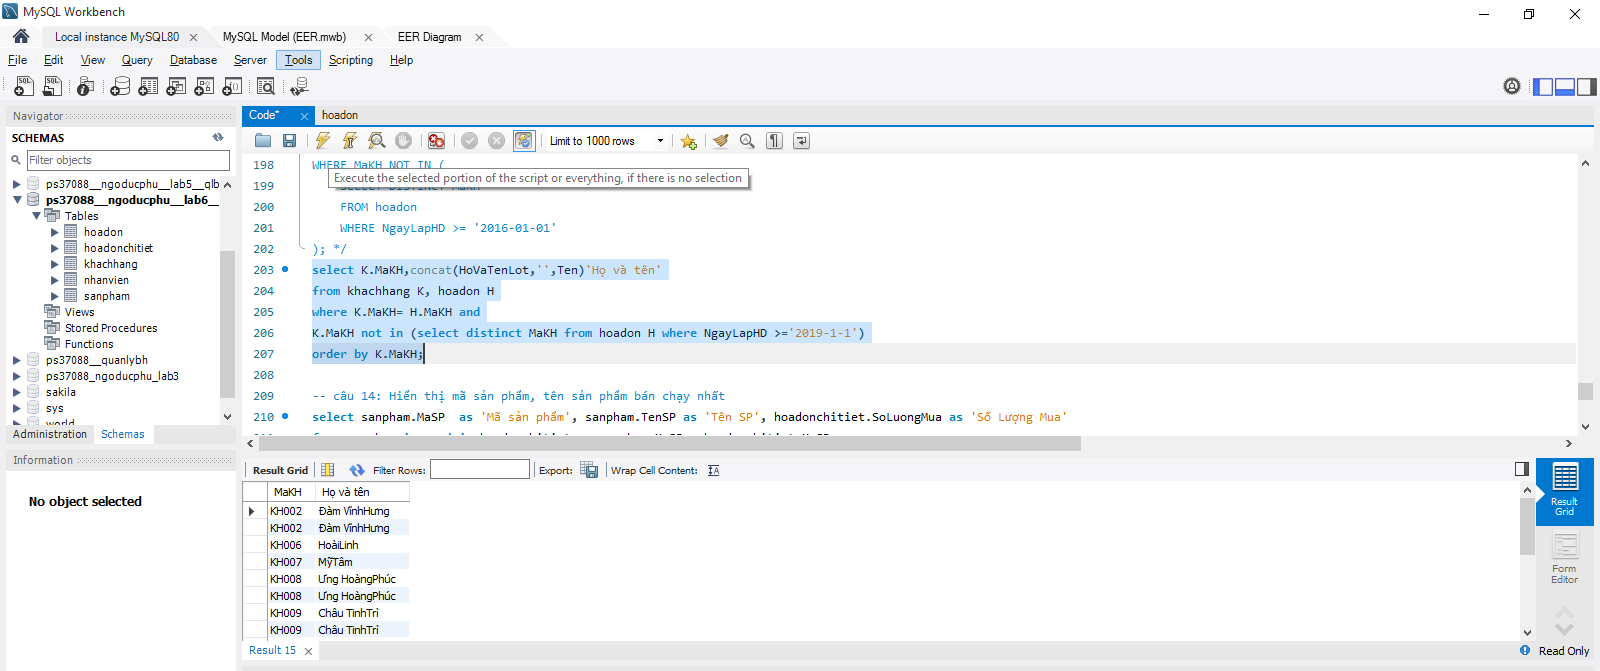 MySQL Workbench
Local instance MySQL80
MySQL Model (EER.mwb)
EER Diagram
File Edit View Query Database Server Tools Scripting Help
Navigator
SCHEMAS
Filter objects
ps37088__ngoducphu__lab5__qlb
ps37088__ngoducphu__lab6__
Tables
hoadon
hoadonchitiet
khachhang
nhanvien
sanpham
Views
Stored Procedures
Functions
ps37088__quanlybh
ps37088_ngoducphu_lab3
sakila
sys
world
Administration Schemas
Information
No object selected
Code*
hoadon
Limit to 1000 rows
198 WHERE MaKH NOT IN (
Execute the selected portion of the script or everything, if there is no selection
199 SELECT DISTINCT MaKH
200 FROM hoadon
201 WHERE NgayLapHD >= '2016-01-01'
202 ); */
203 select K.MaKH,concat(HoVaTenLot,'',Ten)'Họ và tên'
204 from khachhang K, hoadon H
205 where K.MaKH= H.MaKH and
206 K.MaKH not in (select distinct MaKH from hoadon H where NgayLapHD >='2019-1-1')
207 order by K.MaKH;
208
209 -- câu 14: Hiển thị mã sản phẩm, tên sản phẩm bán chạy nhất
210 select sanpham.MaSP as 'Mã sản phẩm', sanpham.TenSP as 'Tên SP', hoadonchitiet.SoLuongMua as 'Số Lượng Mua'
Result Grid Filter Rows: Export: Wrap Cell Content:
MaKH Họ và tên
KH002 Đàm VĩnhHưng
KH002 Đàm VĩnhHưng
KH006 HoàiLinh
KH007 MỹTâm
KH008 Ưng HoàngPhúc
KH008 Ưng HoàngPhúc
KH009 Châu TinhTrì
KH009 Châu TinhTrì
Result
Grid
Form
Editor
Result 15
Read Only